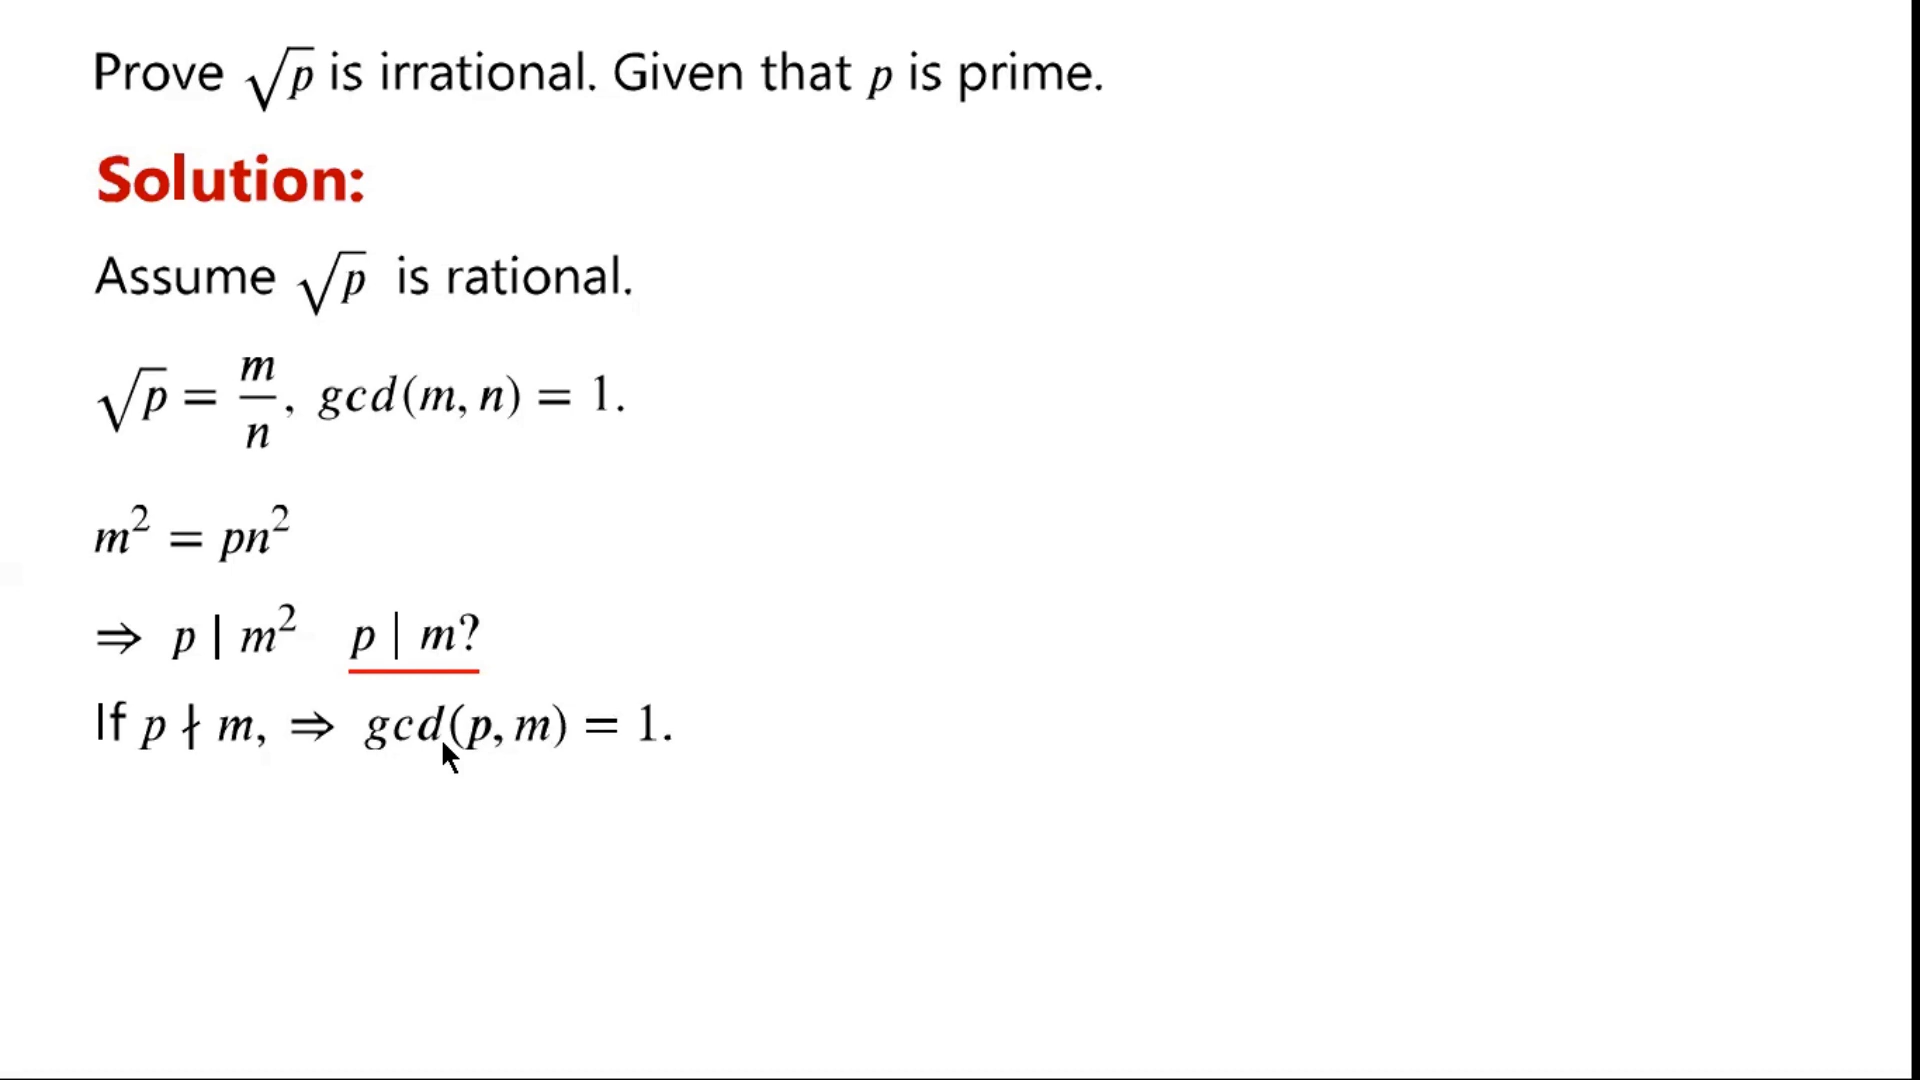 Prove √p is irrational. Given that p is prime.
Solution:
Assume √p is rational.
√p = m/n, gcd(m, n) = 1.
m² = pn²
⇒ p | m² p | m?
If p ∤ m, ⇒ gcd(p, m) = 1.